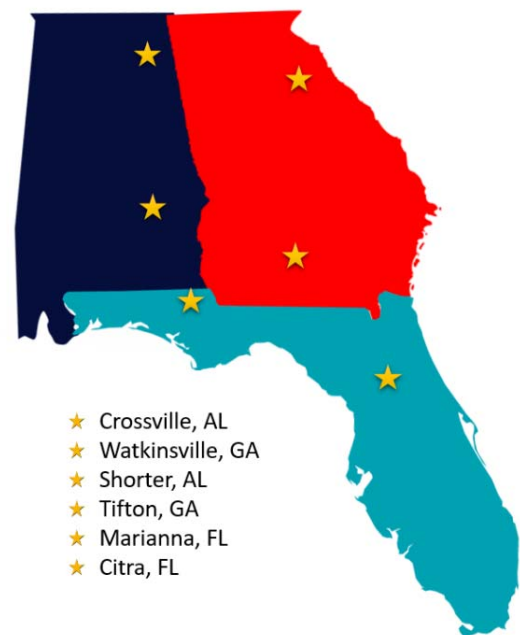 Crossville, AL
Watkinsville, GA
Shorter, AL
Tifton, GA
Marianna, FL
Citra, FL